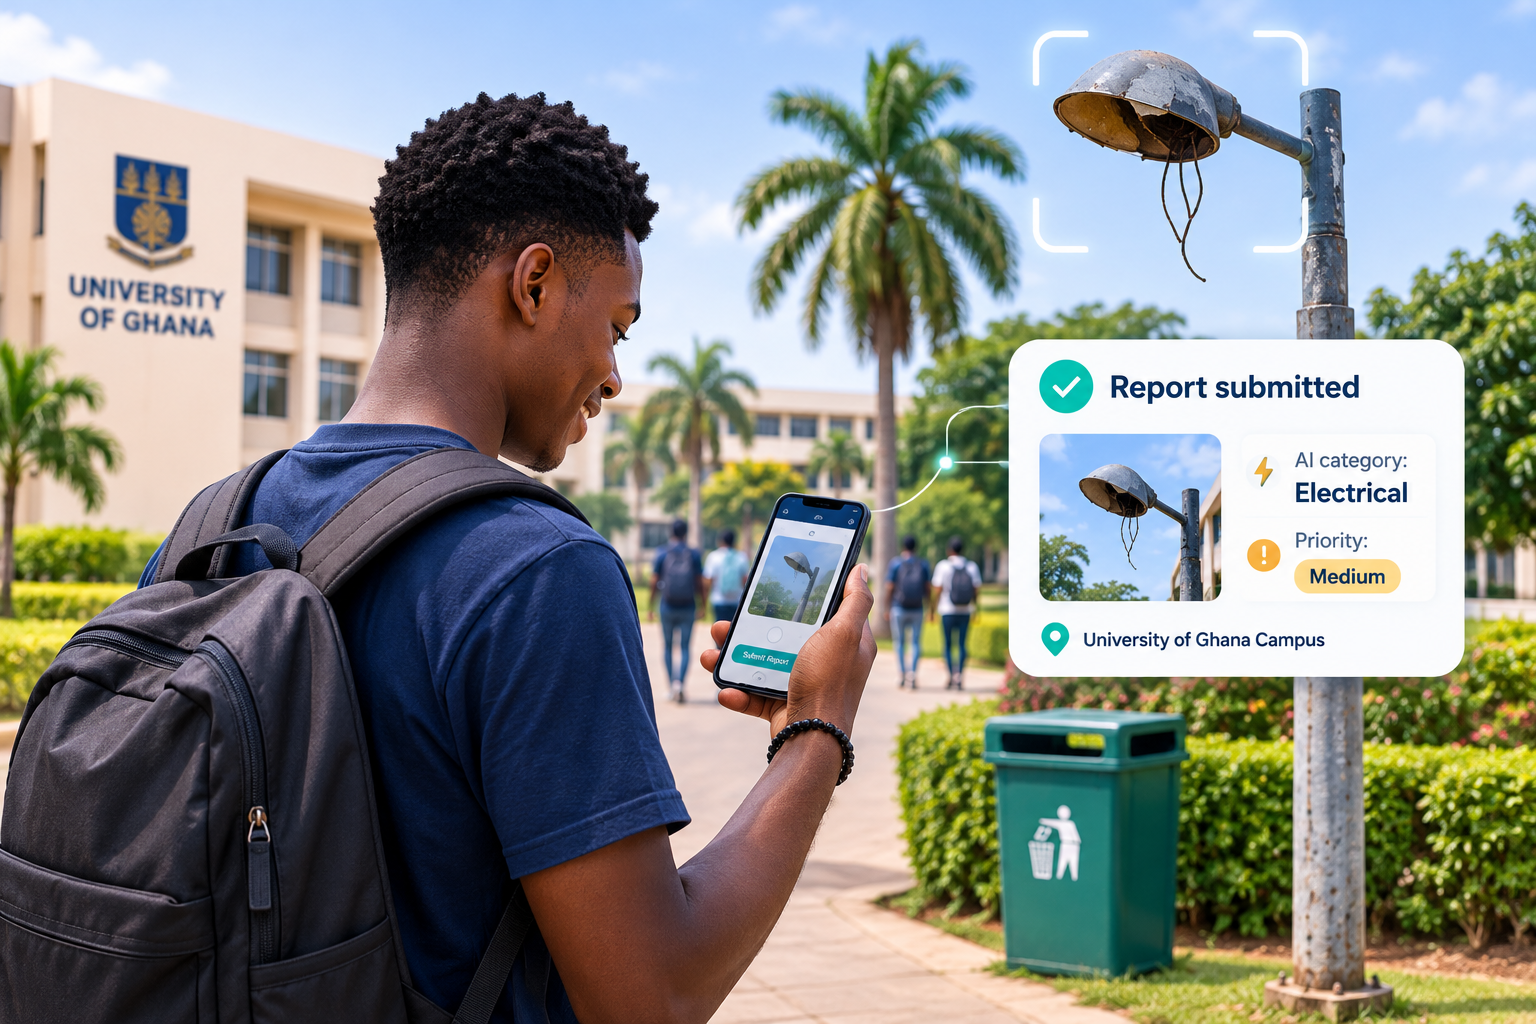 UNIVERSITY
OF GHANA
Submit Report
Report submitted
AI category:
Electrical
Priority:
Medium
University of Ghana Campus